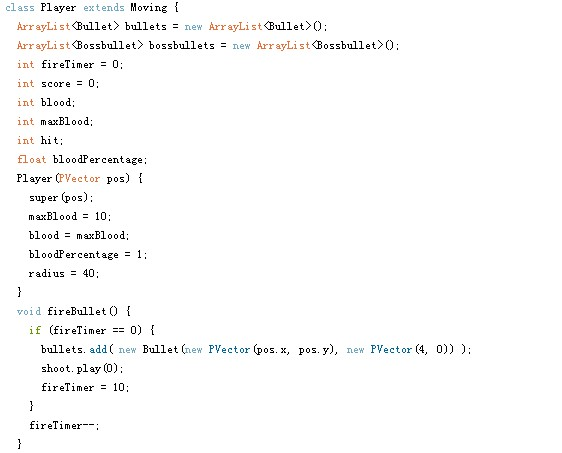 class Player extends Moving {
  ArrayList<Bullet> bullets = new ArrayList<Bullet>();
  ArrayList<Bossbullet> bossbullets = new ArrayList<Bossbullet>();
  int fireTimer = 0;
  int score = 0;
  int blood;
  int maxBlood;
  int hit;
  float bloodPercentage;
  Player(PVector pos) {
    super(pos);
    maxBlood = 10;
    blood = maxBlood;
    bloodPercentage = 1;
    radius = 40;
  }
  void fireBullet() {
    if (fireTimer == 0) {
      bullets.add( new Bullet(new PVector(pos.x, pos.y), new PVector(4, 0)) );
      shoot.play(0);
      fireTimer = 10;
    }
    fireTimer--;
  }